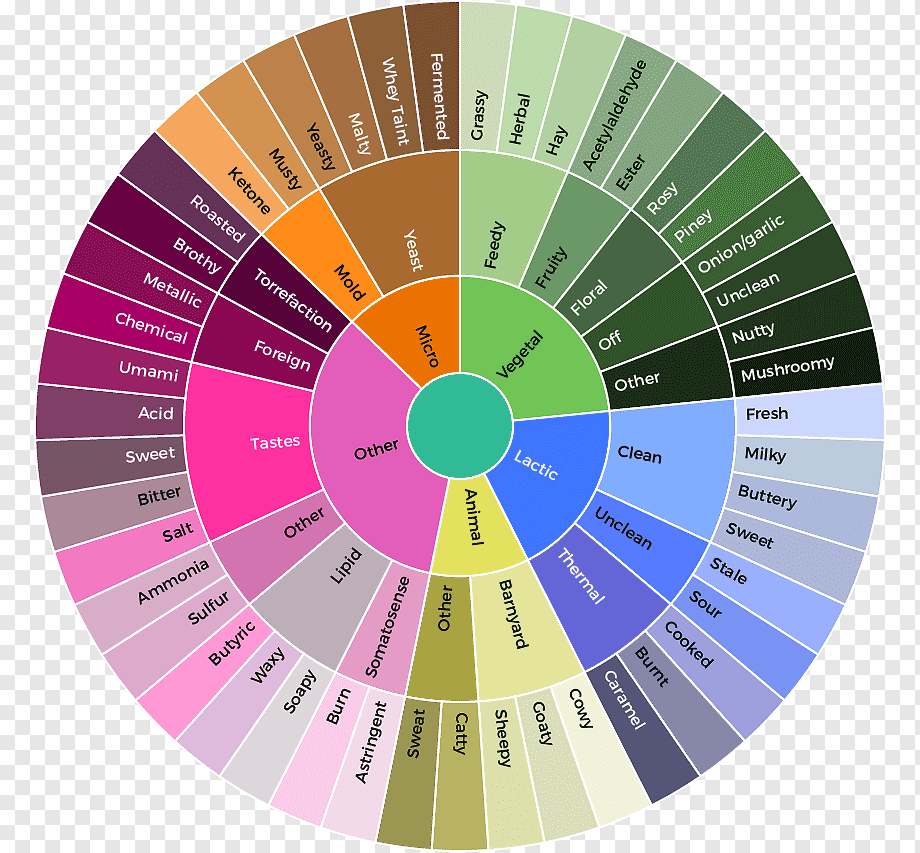 Micro
Vegetal
Lactic
Animal
Other
Yeast
Feedy
Fruity
Floral
Off
Other
Clean
Unclean
Thermal
Barnyard
Other
Somatosense
Lipid
Other
Tastes
Foreign
Torrefaction
Mold
Grassy
Herbal
Hay
Acetylaldehyde
Ester
Rosy
Piney
Onion/garlic
Unclean
Nutty
Mushroomy
Fresh
Milky
Buttery
Sweet
Stale
Sour
Cooked
Burnt
Caramel
Cowy
Goaty
Sheepy
Catty
Sweat
Astringent
Burn
Soapy
Waxy
Butyric
Sulfur
Ammonia
Salt
Bitter
Sweet
Acid
Umami
Chemical
Metallic
Brothy
Roasted
Ketone
Musty
Yeasty
Malty
Whey Taint
Fermented